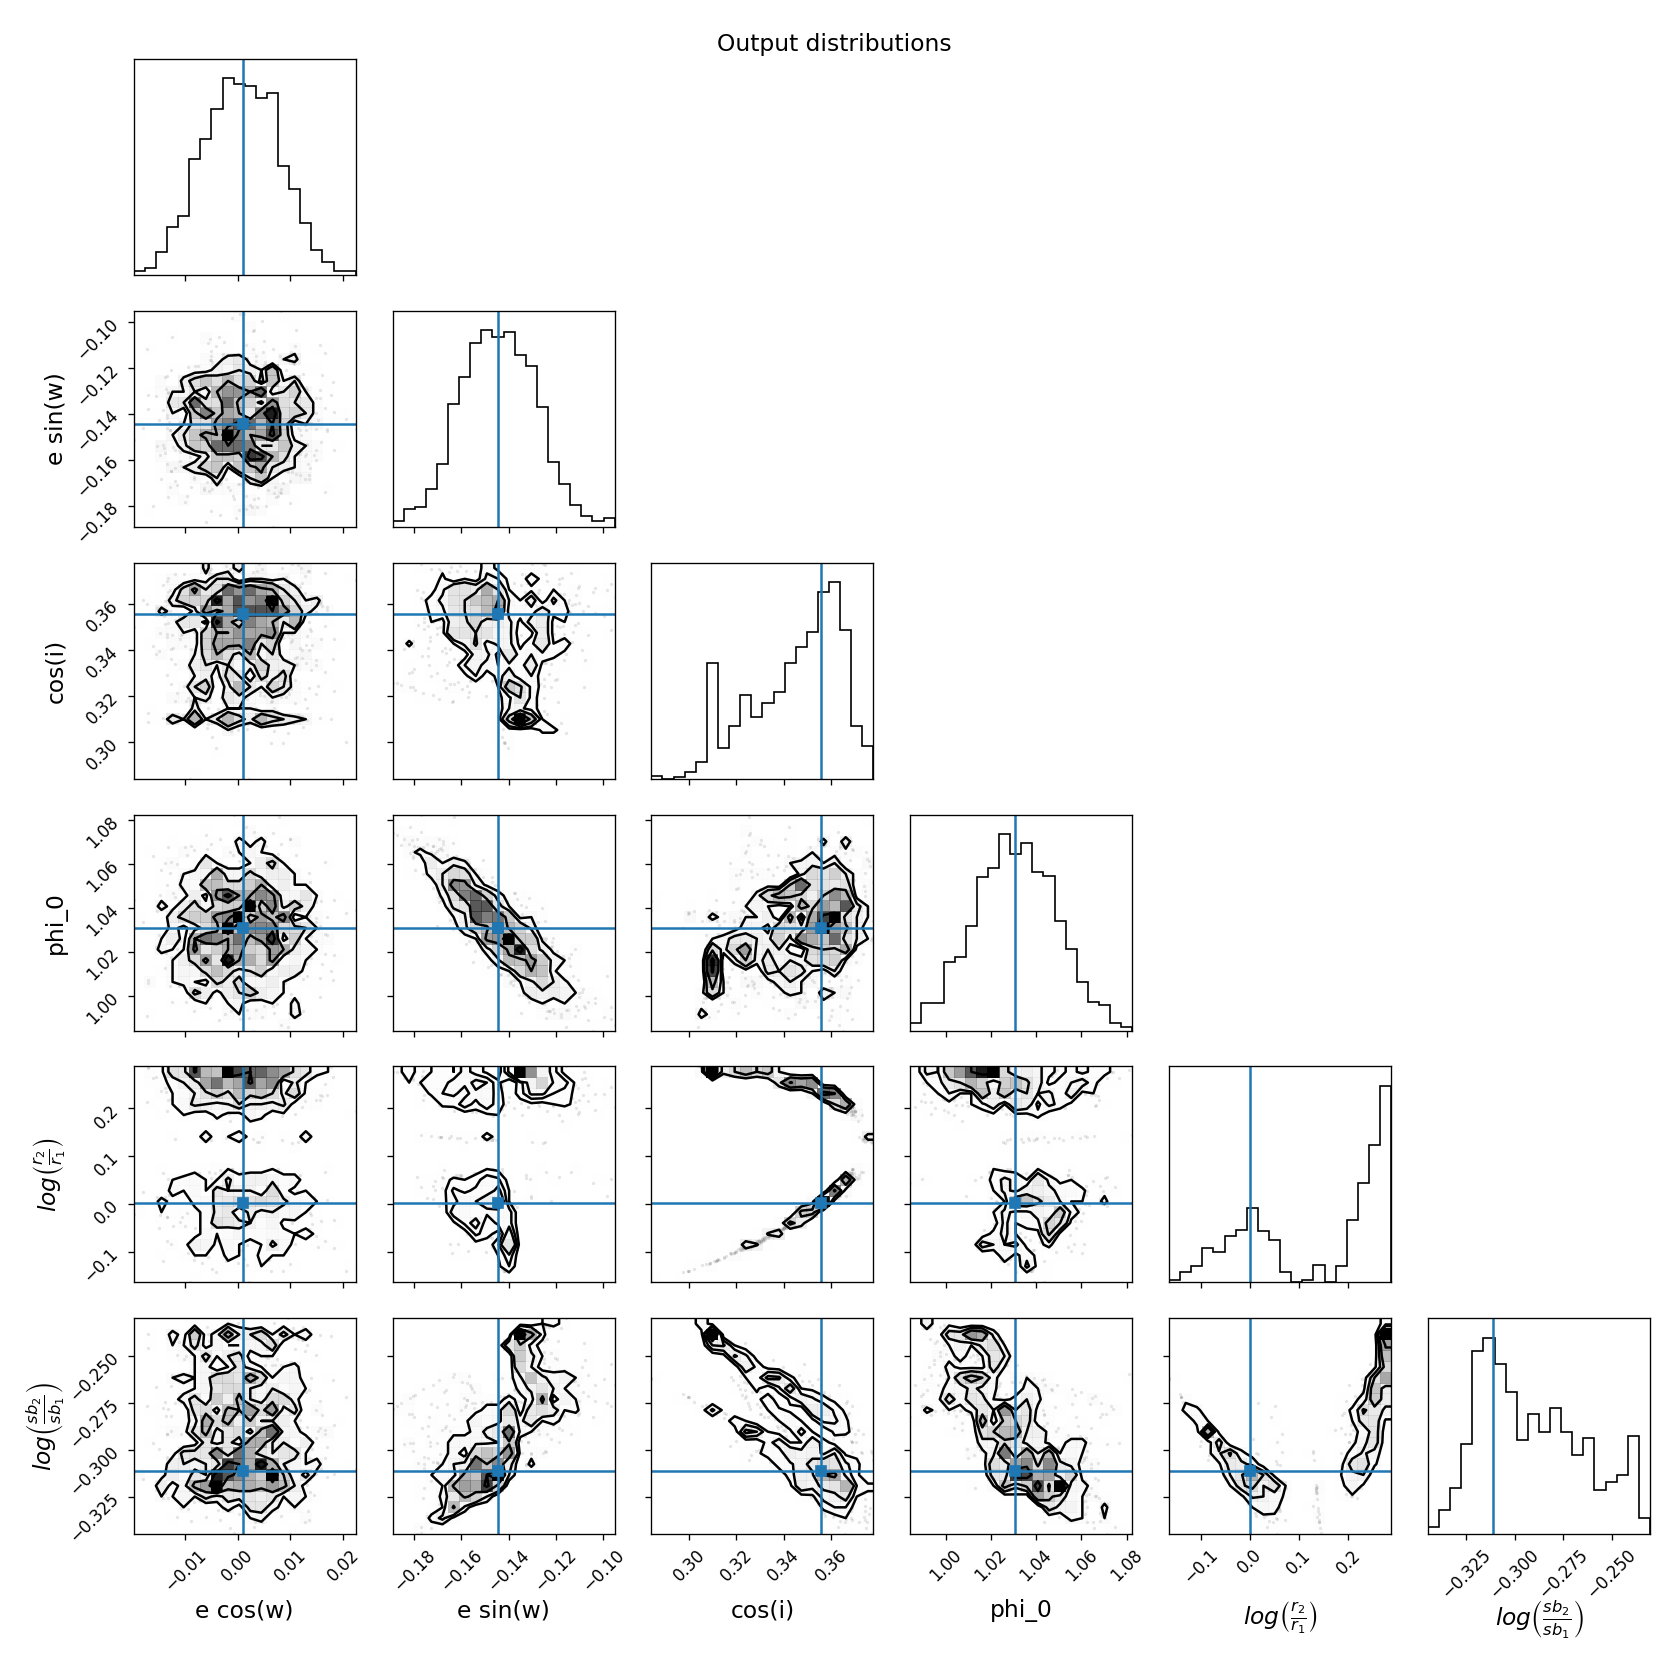 Output distributions
e sin(w)
−0.10
−0.12
−0.14
−0.16
−0.18
cos(i)
0.36
0.34
0.32
0.30
phi_0
1.08
1.06
1.04
1.02
1.00
log(r₂/r₁)
0.2
0.1
0.0
−0.1
log(sb₂/sb₁)
−0.250
−0.275
−0.300
−0.325
−0.01 0.00 0.01 0.02
−0.18 −0.16 −0.14 −0.12 −0.10
0.30 0.32 0.34 0.36
1.00 1.02 1.04 1.06 1.08
−0.1 0.0 0.1 0.2
−0.325 −0.300 −0.275 −0.250
e cos(w) e sin(w) cos(i) phi_0 log(r₂/r₁) log(sb₂/sb₁)